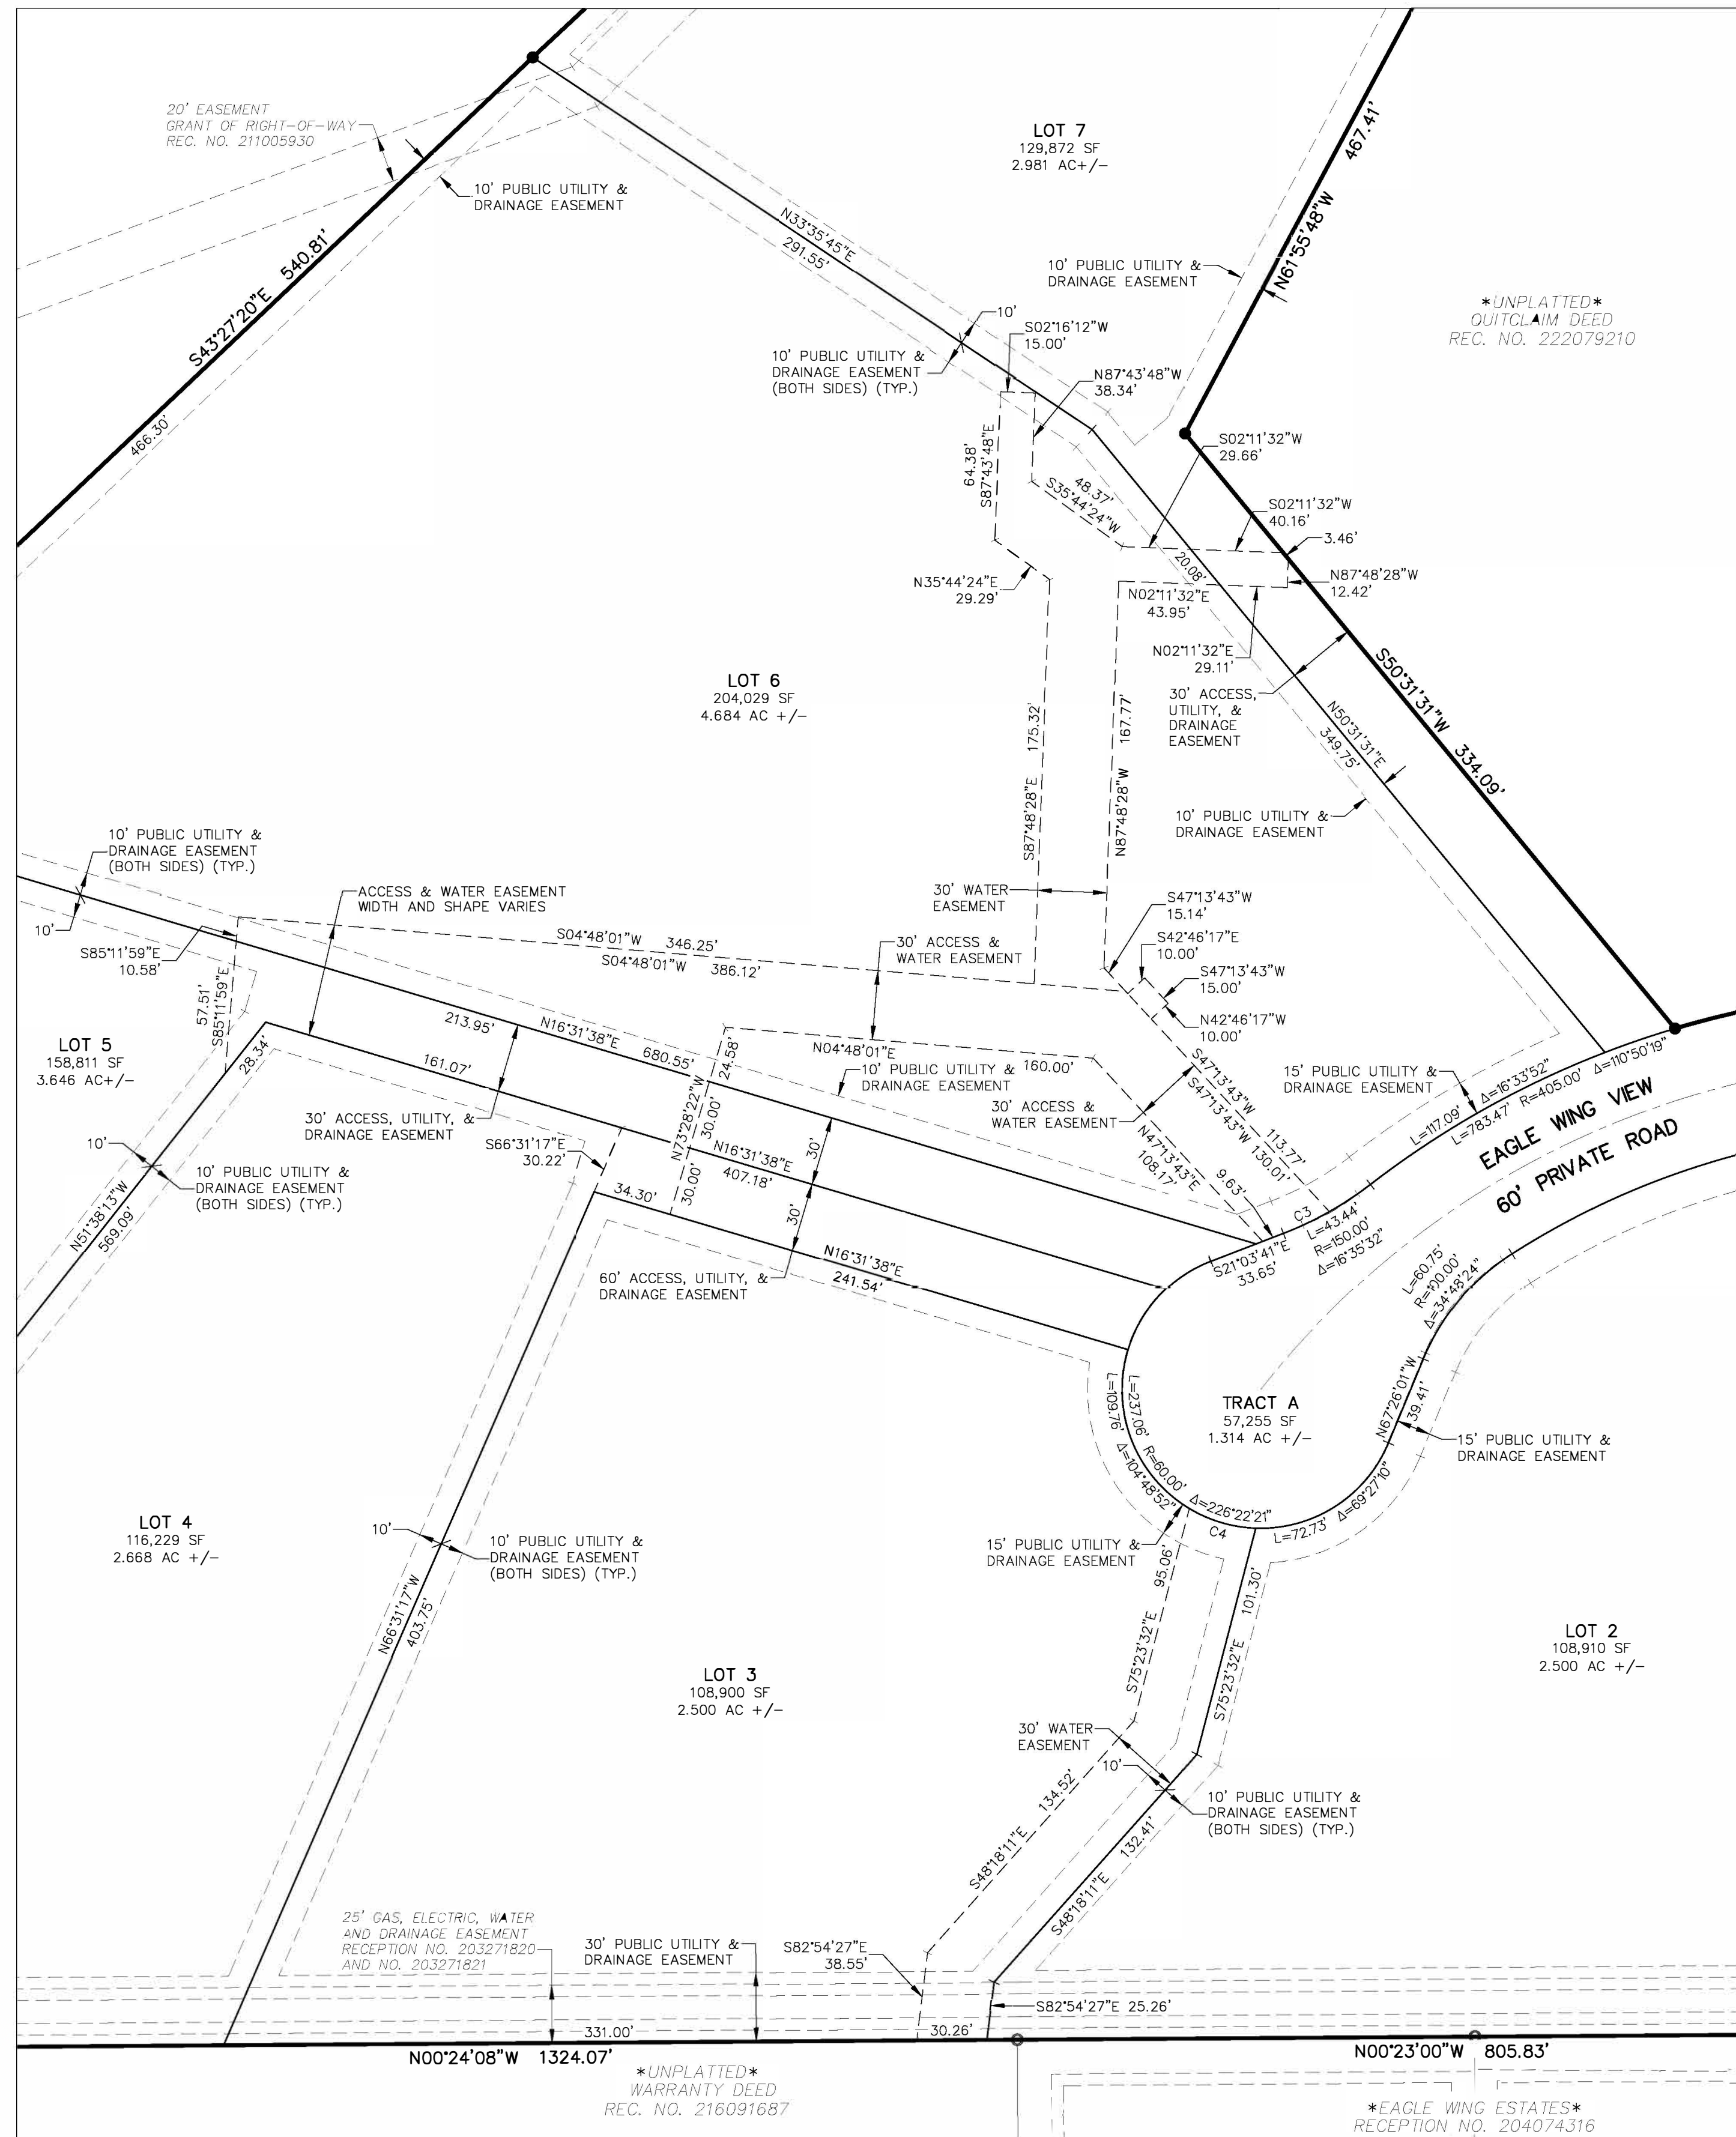 20' EASEMENT
GRANT OF RIGHT-OF-WAY
REC. NO. 211005930
10' PUBLIC UTILITY &
DRAINAGE EASEMENT
S43°27'20"E 540.81'
466.30'
LOT 7
129,872 SF
2.981 AC+/-
N61°55'48"W 467.41'
10' PUBLIC UTILITY &
DRAINAGE EASEMENT
*UNPLATTED*
QUITCLAIM DEED
REC. NO. 222079210
N33°35'45"E
291.55'
10'
10' PUBLIC UTILITY &
DRAINAGE EASEMENT
(BOTH SIDES) (TYP.)
S02°16'12"W
15.00'
N87°43'48"W
38.34'
64.38'
S87°43'48"E
48.37'
S35°44'24"W
S02°11'32"W
29.66'
S02°11'32"W
40.16'
3.46'
N87°48'28"W
12.42'
20.08'
N35°44'24"E
29.29'
N02°11'32"E
43.95'
N02°11'32"E
29.11'
30' ACCESS,
UTILITY, &
DRAINAGE
EASEMENT
S50°31'31"W 334.09'
N50°31'31"E
349.75'
LOT 6
204,029 SF
4.684 AC +/-
S87°48'28"E 175.32'
N87°48'28"W 167.77'
10' PUBLIC UTILITY &
DRAINAGE EASEMENT
10' PUBLIC UTILITY &
DRAINAGE EASEMENT
(BOTH SIDES) (TYP.)
10'
ACCESS & WATER EASEMENT
WIDTH AND SHAPE VARIES
30' WATER
EASEMENT
S47°13'43"W
15.14'
S42°46'17"E
10.00'
S47°13'43"W
15.00'
N42°46'17"W
10.00'
S85°11'59"E
10.58'
S04°48'01"W 346.25'
S04°48'01"W 386.12'
30' ACCESS &
WATER EASEMENT
57.51'
S85°11'59"E
LOT 5
158,811 SF
3.646 AC+/-
28.34'
213.95'
N16°31'38"E 680.55'
161.07'
24.58'
N04°48'01"E 160.00'
10' PUBLIC UTILITY &
DRAINAGE EASEMENT
30' ACCESS, UTILITY, &
DRAINAGE EASEMENT
30' ACCESS &
WATER EASEMENT
S47°13'43"W 113.77'
S47°13'43"W 130.01'
N47°13'43"E
108.17'
15' PUBLIC UTILITY &
DRAINAGE EASEMENT
L=117.09' Δ=16°33'52"
L=783.47' R=405.00' Δ=110°50'19"
EAGLE WING VIEW
60' PRIVATE ROAD
10'
10' PUBLIC UTILITY &
DRAINAGE EASEMENT
(BOTH SIDES) (TYP.)
N51°38'13"W
569.09'
S66°31'17"E
30.22'
N73°28'22"W
30.00'
30.00'
N16°31'38"E
407.18'
30'
30'
34.30'
N16°31'38"E
241.54'
60' ACCESS, UTILITY, &
DRAINAGE EASEMENT
9.63'
C3
S21°03'41"E
33.65'
L=43.44'
R=150.00'
Δ=16°35'32"
L=60.75'
R=100.00'
Δ=34°48'24"
TRACT A
57,255 SF
1.314 AC +/-
N67°26'01"W
39.41'
15' PUBLIC UTILITY &
DRAINAGE EASEMENT
L=109.76' Δ=104°48'52"
L=237.06' R=60.00' Δ=226°22'21"
C4
L=72.73' Δ=69°27'10"
15' PUBLIC UTILITY &
DRAINAGE EASEMENT
LOT 4
116,229 SF
2.668 AC +/-
10'
10' PUBLIC UTILITY &
DRAINAGE EASEMENT
(BOTH SIDES) (TYP.)
N66°31'17"W
403.75'
S75°23'32"E 95.06'
S75°23'32"E 101.30'
LOT 3
108,900 SF
2.500 AC +/-
LOT 2
108,910 SF
2.500 AC +/-
30' WATER
EASEMENT
10'
10' PUBLIC UTILITY &
DRAINAGE EASEMENT
(BOTH SIDES) (TYP.)
S48°18'11"E 134.52'
S48°18'11"E 132.41'
25' GAS, ELECTRIC, WATER
AND DRAINAGE EASEMENT
RECEPTION NO. 203271820
AND NO. 203271821
30' PUBLIC UTILITY &
DRAINAGE EASEMENT
S82°54'27"E
38.55'
S82°54'27"E 25.26'
331.00'
30.26'
N00°24'08"W 1324.07'
N00°23'00"W 805.83'
*UNPLATTED*
WARRANTY DEED
REC. NO. 216091687
*EAGLE WING ESTATES*
RECEPTION NO. 204074316